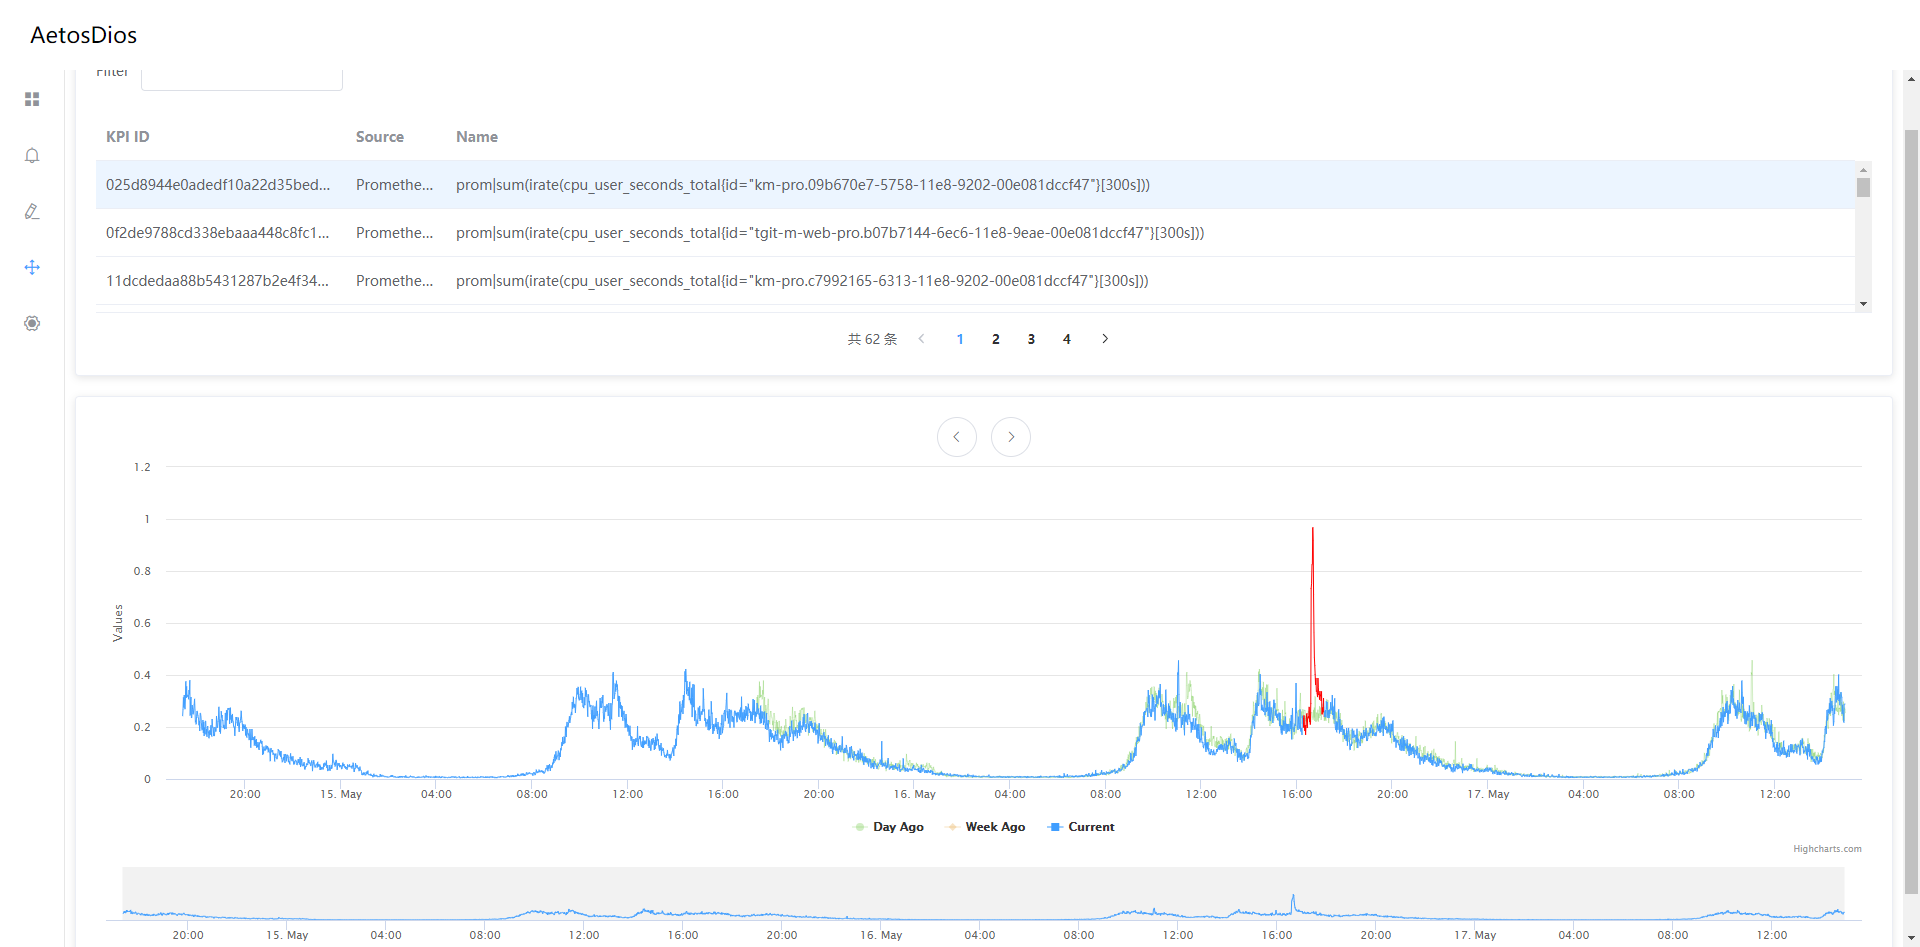 AetosDios
Filter
KPI ID Source Name
025d8944e0adedf10a22d35bed... Promethe... prom|sum(irate(cpu_user_seconds_total{id="km-pro.09b670e7-5758-11e8-9202-00e081dccf47"}[300s]))
0f2de9788cd338ebaaa448c8fc1... Promethe... prom|sum(irate(cpu_user_seconds_total{id="tgit-m-web-pro.b07b7144-6ec6-11e8-9eae-00e081dccf47"}[300s]))
11dcdedaa88b5431287b2e4f34... Promethe... prom|sum(irate(cpu_user_seconds_total{id="km-pro.c7992165-6313-11e8-9202-00e081dccf47"}[300s]))
共 62 条 1 2 3 4
1.2
1
0.8
0.6
0.4
0.2
0
Values
20:00 15. May 04:00 08:00 12:00 16:00 20:00 16. May 04:00 08:00 12:00 16:00 20:00 17. May 04:00 08:00 12:00
Day Ago Week Ago Current
Highcharts.com
20:00 15. May 04:00 08:00 12:00 16:00 20:00 16. May 04:00 08:00 12:00 16:00 20:00 17. May 04:00 08:00 12:00